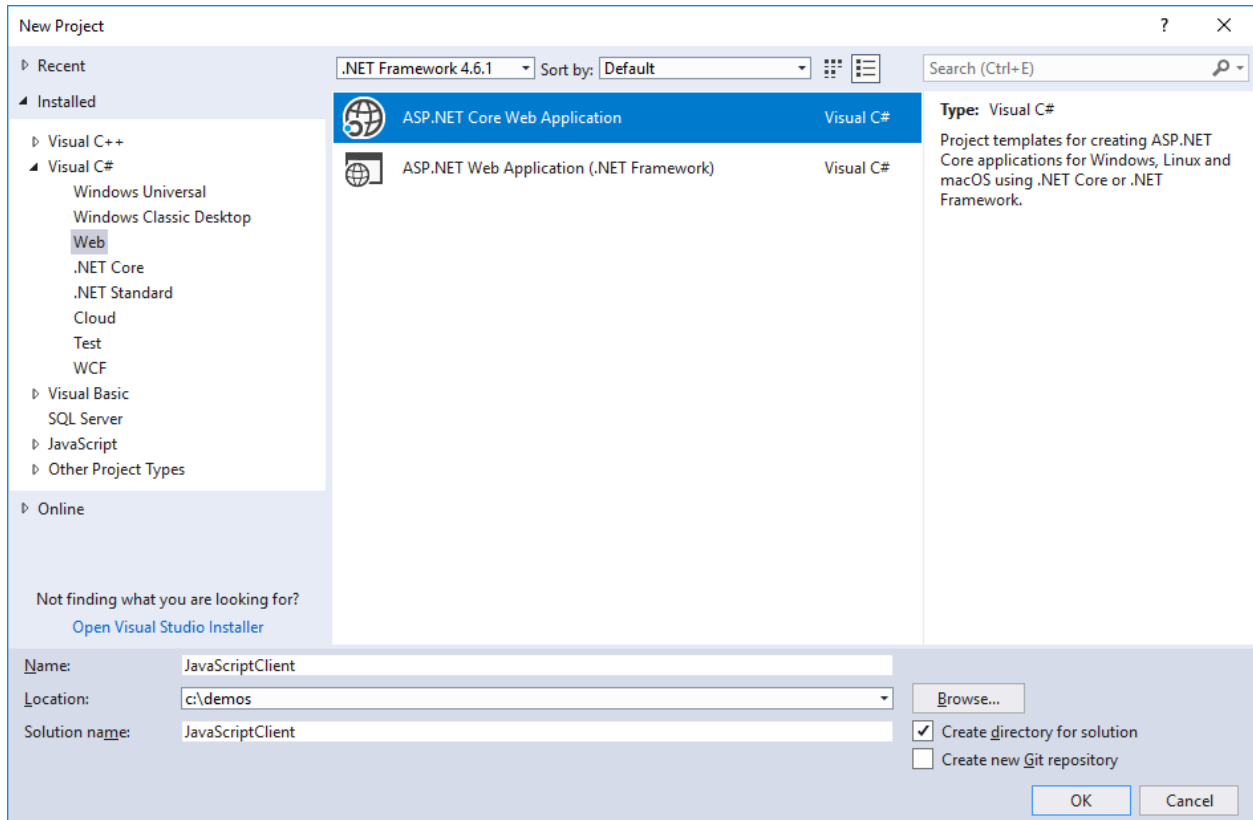 New Project
?
Recent
.NET Framework 4.6.1
Sort by:
Default
Search (Ctrl+E)
Installed
Visual C++
Visual C#
Windows Universal
Windows Classic Desktop
Web
.NET Core
.NET Standard
Cloud
Test
WCF
Visual Basic
SQL Server
JavaScript
Other Project Types
Online
Not finding what you are looking for?
Open Visual Studio Installer
ASP.NET Core Web Application Visual C#
ASP.NET Web Application (.NET Framework) Visual C#
Type: Visual C#
Project templates for creating ASP.NET
Core applications for Windows, Linux and
macOS using .NET Core or .NET
Framework.
Name: JavaScriptClient
Location: c:\demos
Browse...
Solution name: JavaScriptClient
Create directory for solution
Create new Git repository
OK
Cancel